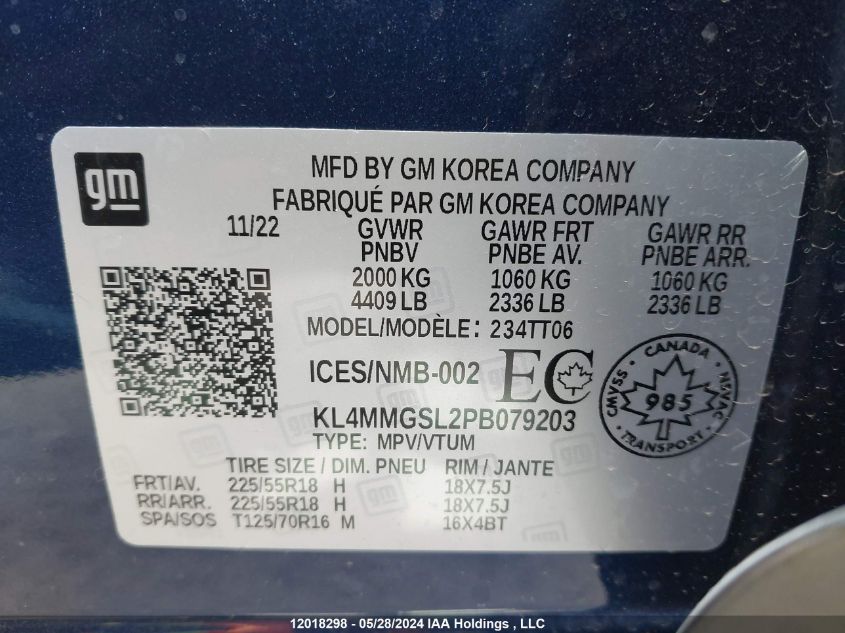 gm
MFD BY GM KOREA COMPANY
FABRIQUÉ PAR GM KOREA COMPANY
11/22 GVWR GAWR FRT GAWR RR
PNBV PNBE AV. PNBE ARR.
2000 KG 1060 KG 1060 KG
4409 LB 2336 LB 2336 LB
MODEL/MODÈLE: 234TT06
ICES/NMB-002 EC
CANADA
CMVSS 985 NSVAC
TRANSPORT
KL4MMGSL2PB079203
TYPE: MPV/VTUM
TIRE SIZE / DIM. PNEU RIM / JANTE
FRT/AV. 225/55R18 H 18X7.5J
RR/ARR. 225/55R18 H 18X7.5J
SPA/SOS T125/70R16 M 16X4BT
12018298 - 05/28/2024 IAA Holdings, LLC